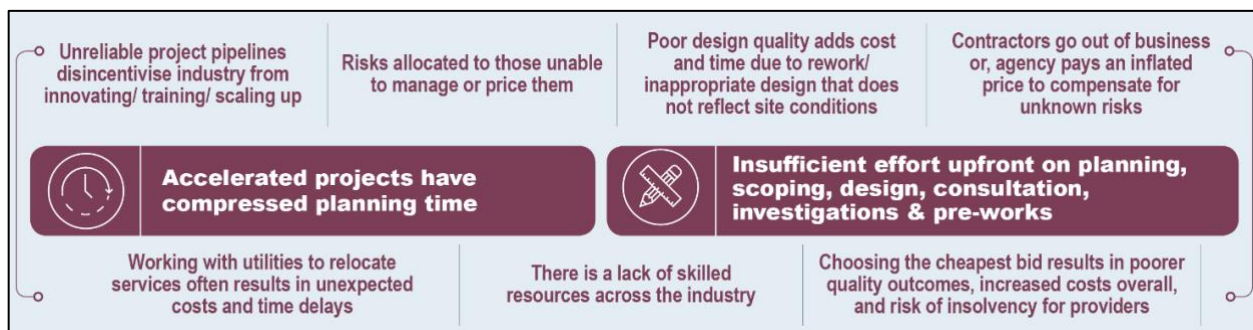 Unreliable project pipelines
disincentivise industry from
innovating/ training/ scaling up
Risks allocated to those unable
to manage or price them
Poor design quality adds cost
and time due to rework/
inappropriate design that does
not reflect site conditions
Contractors go out of business
or, agency pays an inflated
price to compensate for
unknown risks
Accelerated projects have
compressed planning time
Insufficient effort upfront on planning,
scoping, design, consultation,
investigations & pre-works
Working with utilities to relocate
services often results in unexpected
costs and time delays
There is a lack of skilled
resources across the industry
Choosing the cheapest bid results in poorer
quality outcomes, increased costs overall,
and risk of insolvency for providers